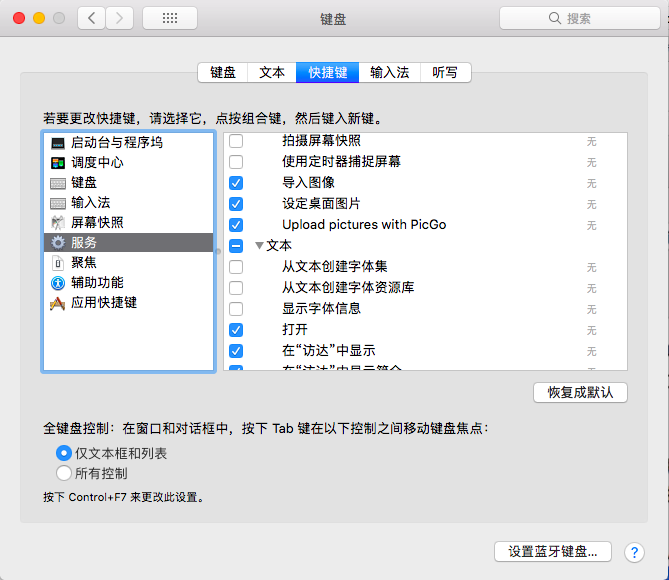 键盘
搜索
键盘
文本
快捷键
输入法
听写
若要更改快捷键，请选择它，点按组合键，然后键入新键。
启动台与程序坞
调度中心
键盘
输入法
屏幕快照
服务
聚焦
辅助功能
应用快捷键
拍摄屏幕快照 无
使用定时器捕捉屏幕 无
导入图像 无
设定桌面图片 无
Upload pictures with PicGo 无
文本
从文本创建字体集 无
从文本创建字体资源库 无
显示字体信息 无
打开 无
在“访达”中显示 无
在“访达”中显示简介 无
恢复成默认
全键盘控制：在窗口和对话框中，按下 Tab 键在以下控制之间移动键盘焦点：
仅文本框和列表
所有控制
按下 Control+F7 来更改此设置。
设置蓝牙键盘...
?